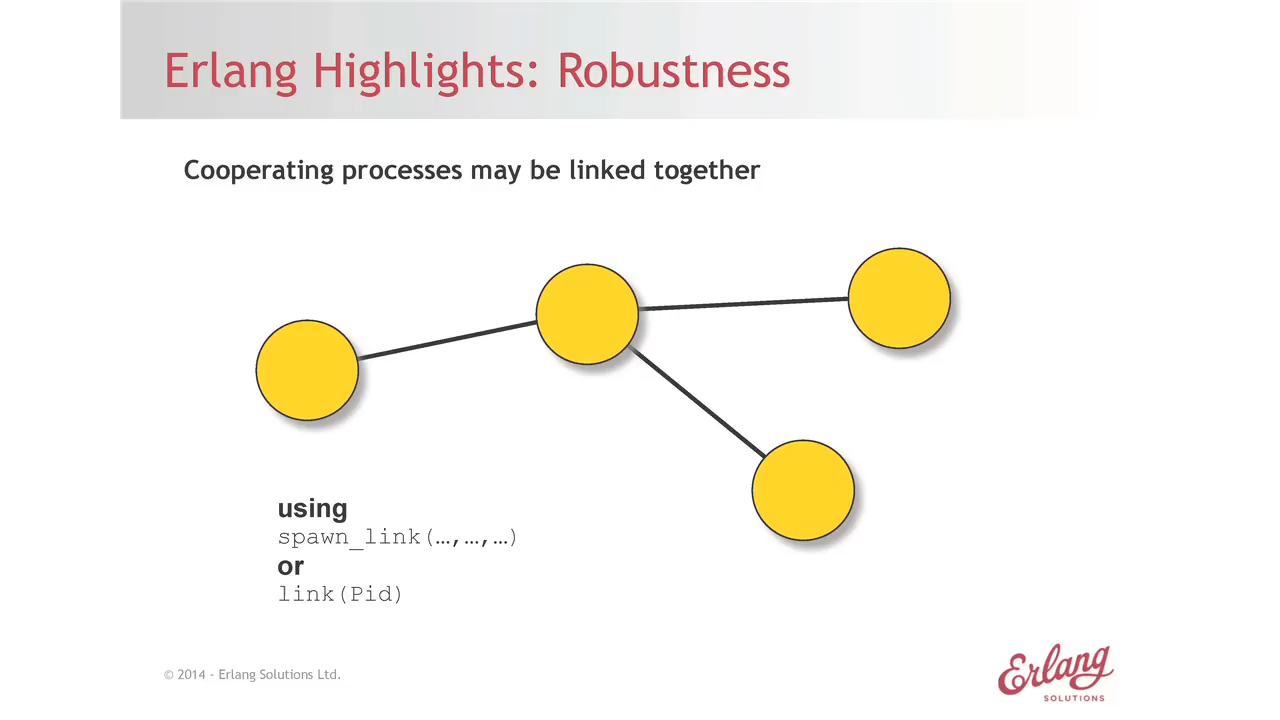 Erlang Highlights: Robustness
Cooperating processes may be linked together
using
spawn_link(…,…,…)
or
link(Pid)
© 2014 - Erlang Solutions Ltd.
Erlang
SOLUTIONS